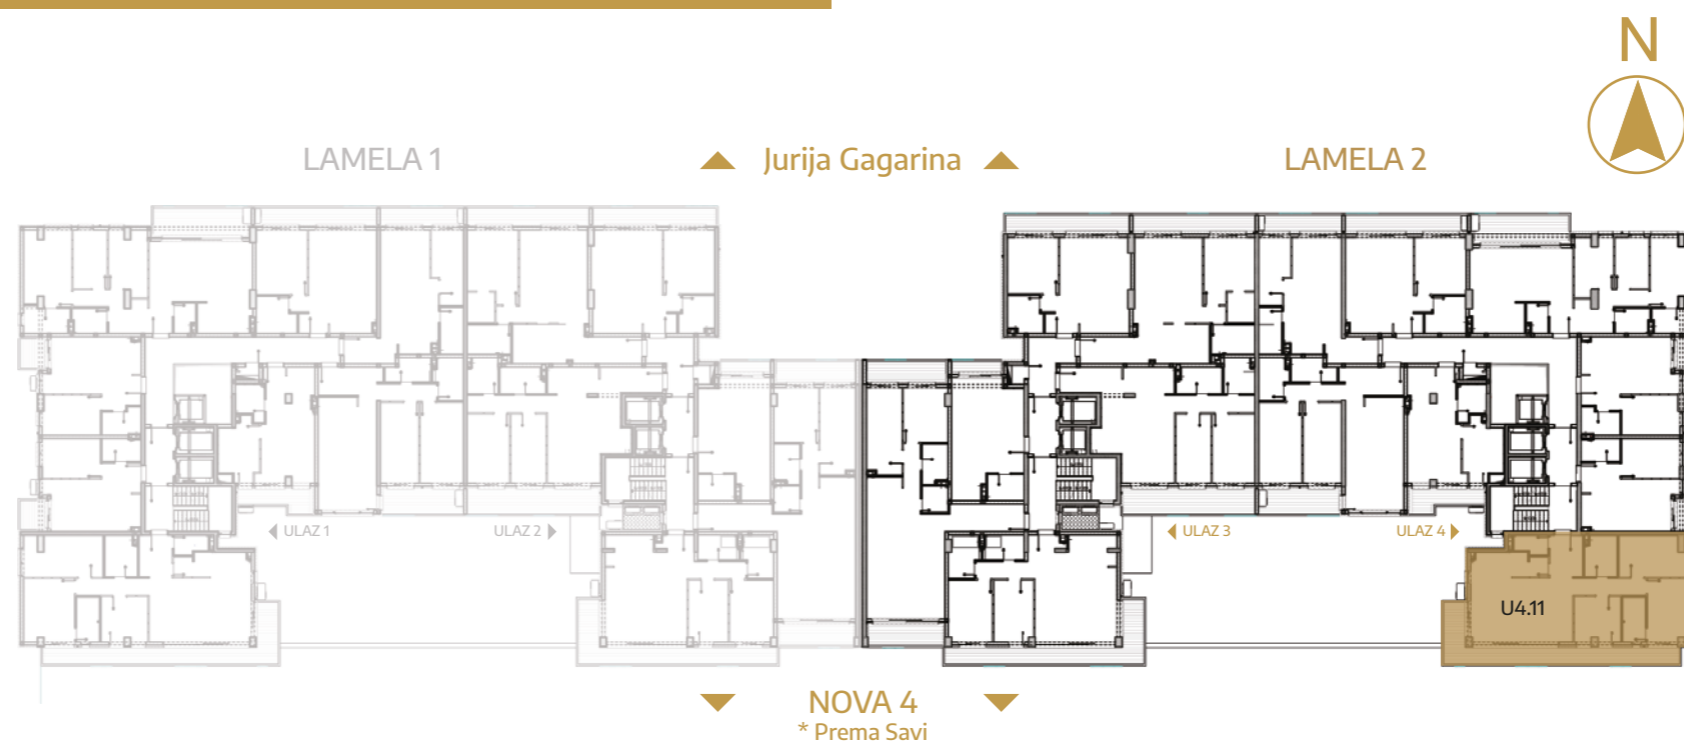 N
LAMELA 1
Jurija Gagarina
LAMELA 2
ULAZ 1
ULAZ 2
ULAZ 3
ULAZ 4
U4.11
NOVA 4
* Prema Savi